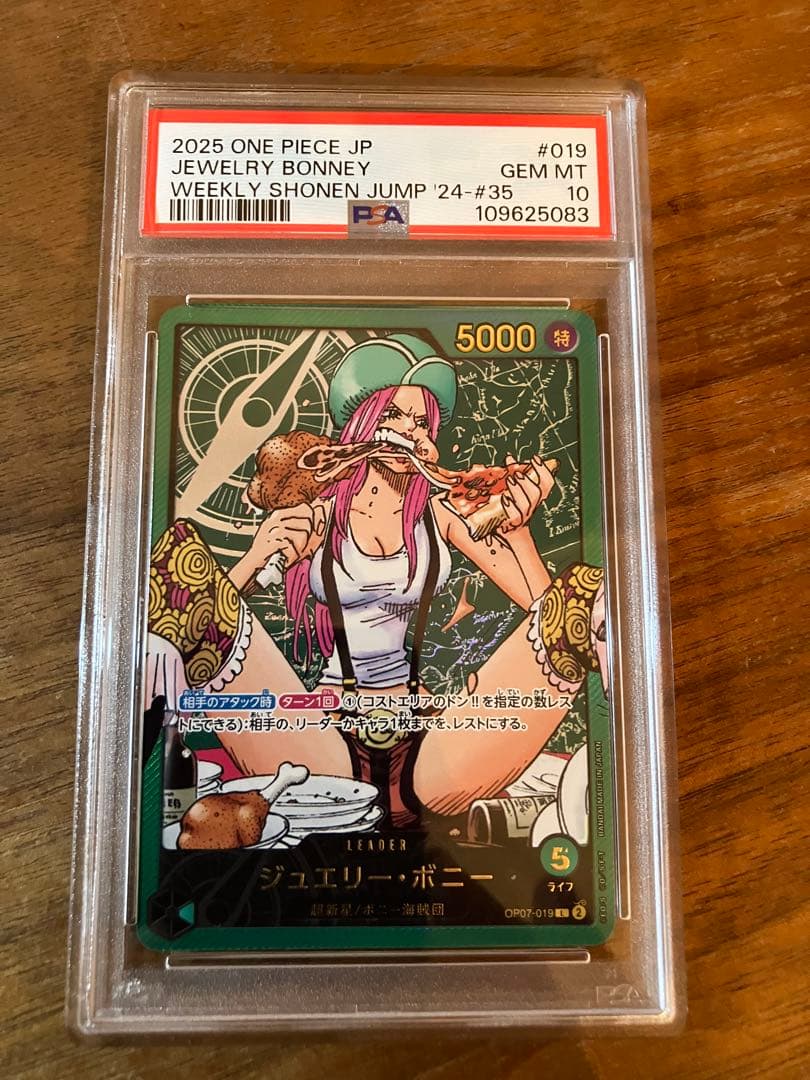 2025 ONE PIECE JP #019
JEWELRY BONNEY GEM MT
WEEKLY SHONEN JUMP '24-#35 10
PSA 109625083
5000 特
相手のアタック時 ターン1回 ①(コストエリアのドン!!を指定の数レス
トにできる):相手の、リーダーかキャラ1枚までを、レストにする。
LEADER
ジュエリー・ボニー
超新星/ボニー海賊団
5
ライフ
OP07-019 L 2
BANDAI MADE IN JAPAN
PSA